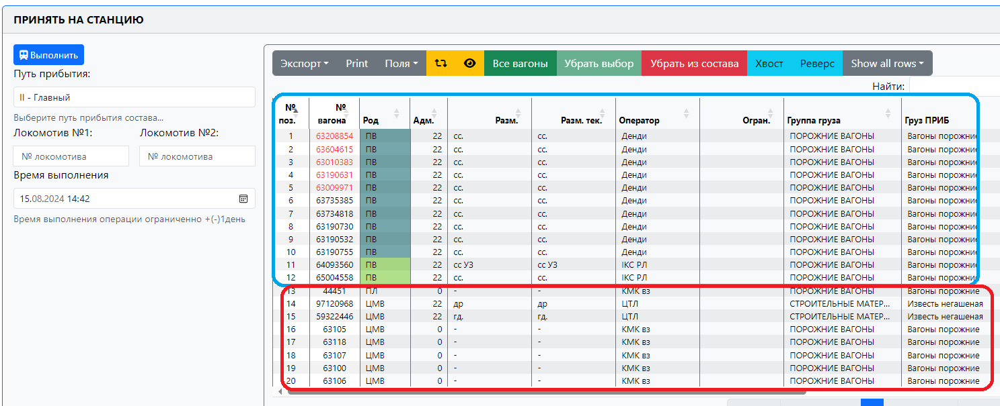 ПРИНЯТЬ НА СТАНЦИЮ
Выполнить
Путь прибытия:
II - Главный
Выберите путь прибытия состава...
Локомотив №1: Локомотив №2:
№ локомотива № локомотива
Время выполнения
15.08.2024 14:42
Время выполнения операции ограниченно +(-)1день
Экспорт Print Поля Все вагоны Убрать выбор Убрать из состава Хвост Реверс Show all rows
Найти:
№ поз. № вагона Род Адм. Разм. Разм. тек. Оператор Огран. Группа груза Груз ПРИБ
1 63208854 ПВ 22 сс. сс. Денди ПОРОЖНИЕ ВАГОНЫ Вагоны порожние
2 63604615 ПВ 22 сс. сс. Денди ПОРОЖНИЕ ВАГОНЫ Вагоны порожние
3 63010383 ПВ 22 сс. сс. Денди ПОРОЖНИЕ ВАГОНЫ Вагоны порожние
4 63190631 ПВ 22 сс. сс. Денди ПОРОЖНИЕ ВАГОНЫ Вагоны порожние
5 63009971 ПВ 22 сс. сс. Денди ПОРОЖНИЕ ВАГОНЫ Вагоны порожние
6 63735385 ПВ 22 сс. сс. Денди ПОРОЖНИЕ ВАГОНЫ Вагоны порожние
7 63734818 ПВ 22 сс. сс. Денди ПОРОЖНИЕ ВАГОНЫ Вагоны порожние
8 63190730 ПВ 22 сс. сс. Денди ПОРОЖНИЕ ВАГОНЫ Вагоны порожние
9 63190532 ПВ 22 сс. сс. Денди ПОРОЖНИЕ ВАГОНЫ Вагоны порожние
10 63190755 ПВ 22 сс. сс. Денди ПОРОЖНИЕ ВАГОНЫ Вагоны порожние
11 64093560 ПВ 22 сс УЗ сс УЗ ІКС РЛ ПОРОЖНИЕ ВАГОНЫ Вагоны порожние
12 65004558 ПВ 22 сс. сс. ІКС РЛ ПОРОЖНИЕ ВАГОНЫ Вагоны порожние
13 44451 ПЛ 0 - - КМК вз ПОРОЖНИЕ ВАГОНЫ Вагоны порожние
14 97120968 ЦМВ 22 др др ЦТЛ СТРОИТЕЛЬНЫЕ МАТЕР... Известь негашеная
15 59322446 ЦМВ 22 гд. гд. ЦТЛ СТРОИТЕЛЬНЫЕ МАТЕР... Известь негашеная
16 63105 ЦМВ 0 - - КМК вз ПОРОЖНИЕ ВАГОНЫ Вагоны порожние
17 63118 ЦМВ 0 - - КМК вз ПОРОЖНИЕ ВАГОНЫ Вагоны порожние
18 63107 ЦМВ 0 - - КМК вз ПОРОЖНИЕ ВАГОНЫ Вагоны порожние
19 63100 ЦМВ 0 - - КМК вз ПОРОЖНИЕ ВАГОНЫ Вагоны порожние
20 63106 ЦМВ 0 - - КМК вз ПОРОЖНИЕ ВАГОНЫ Вагоны порожние